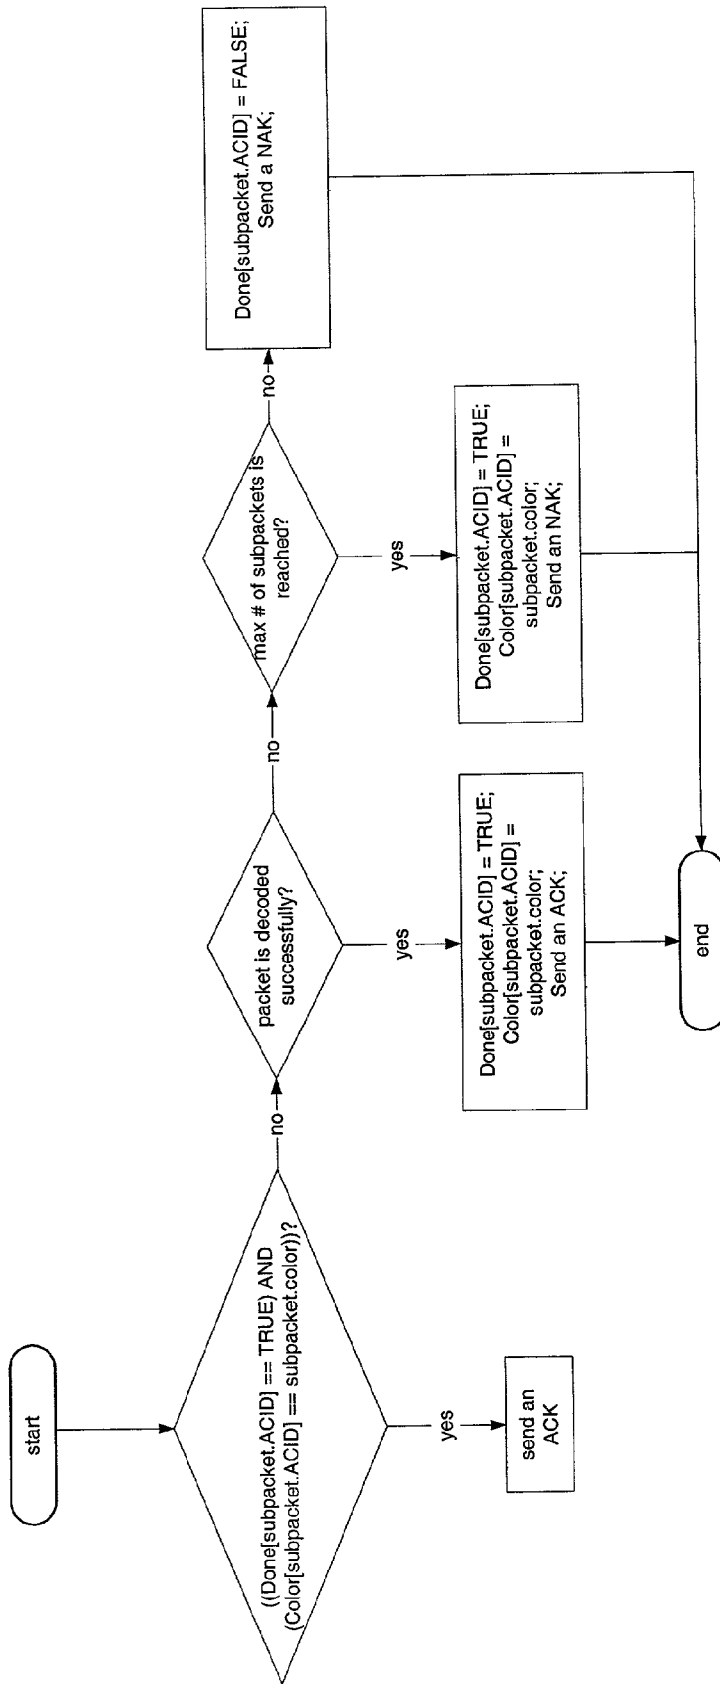 start
((Done[subpacket.ACID] == TRUE) AND
(Color[subpacket.ACID] == subpacket.color))?
yes
send an
ACK
no
packet is decoded
successfully?
yes
Done[subpacket.ACID] = TRUE;
Color[subpacket.ACID] =
subpacket.color;
Send an ACK;
no
max # of subpackets is
reached?
yes
Done[subpacket.ACID] = TRUE;
Color[subpacket.ACID] =
subpacket.color;
Send an NAK;
no
Done[subpacket.ACID] = FALSE;
Send a NAK;
end